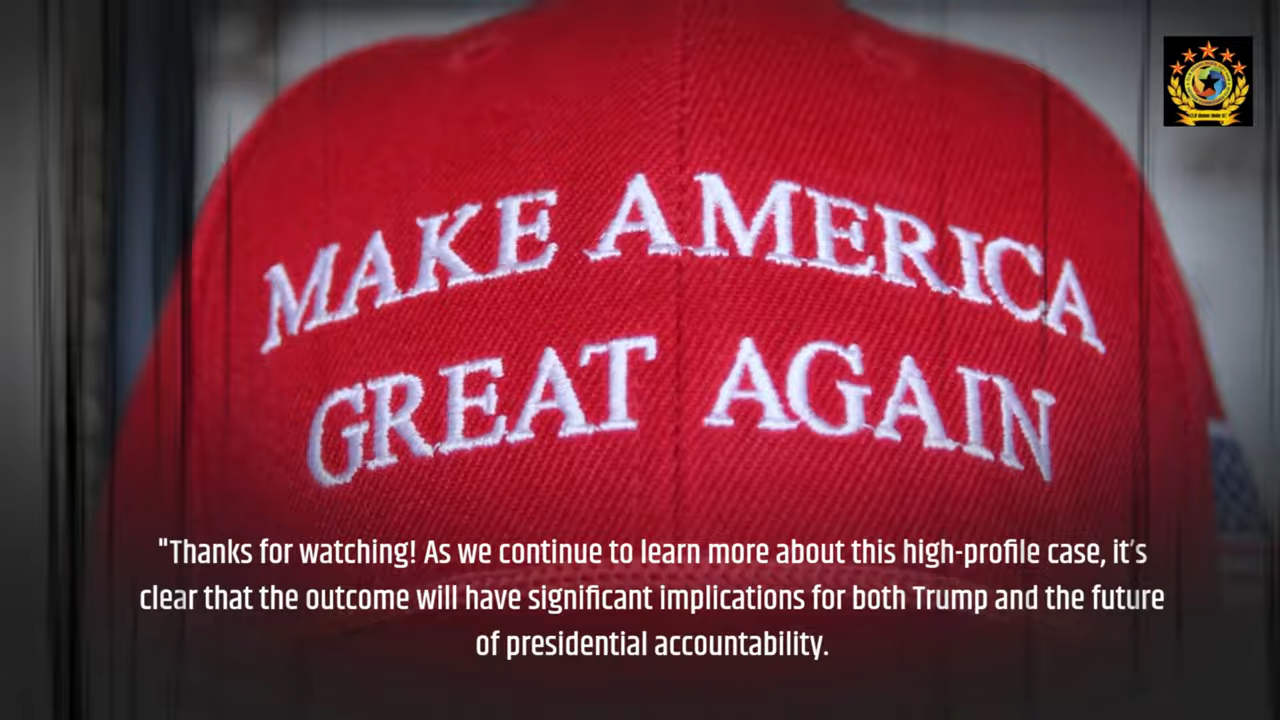 MAKE AMERICA
GREAT AGAIN
"Thanks for watching! As we continue to learn more about this high-profile case, it's
clear that the outcome will have significant implications for both Trump and the future
of presidential accountability.